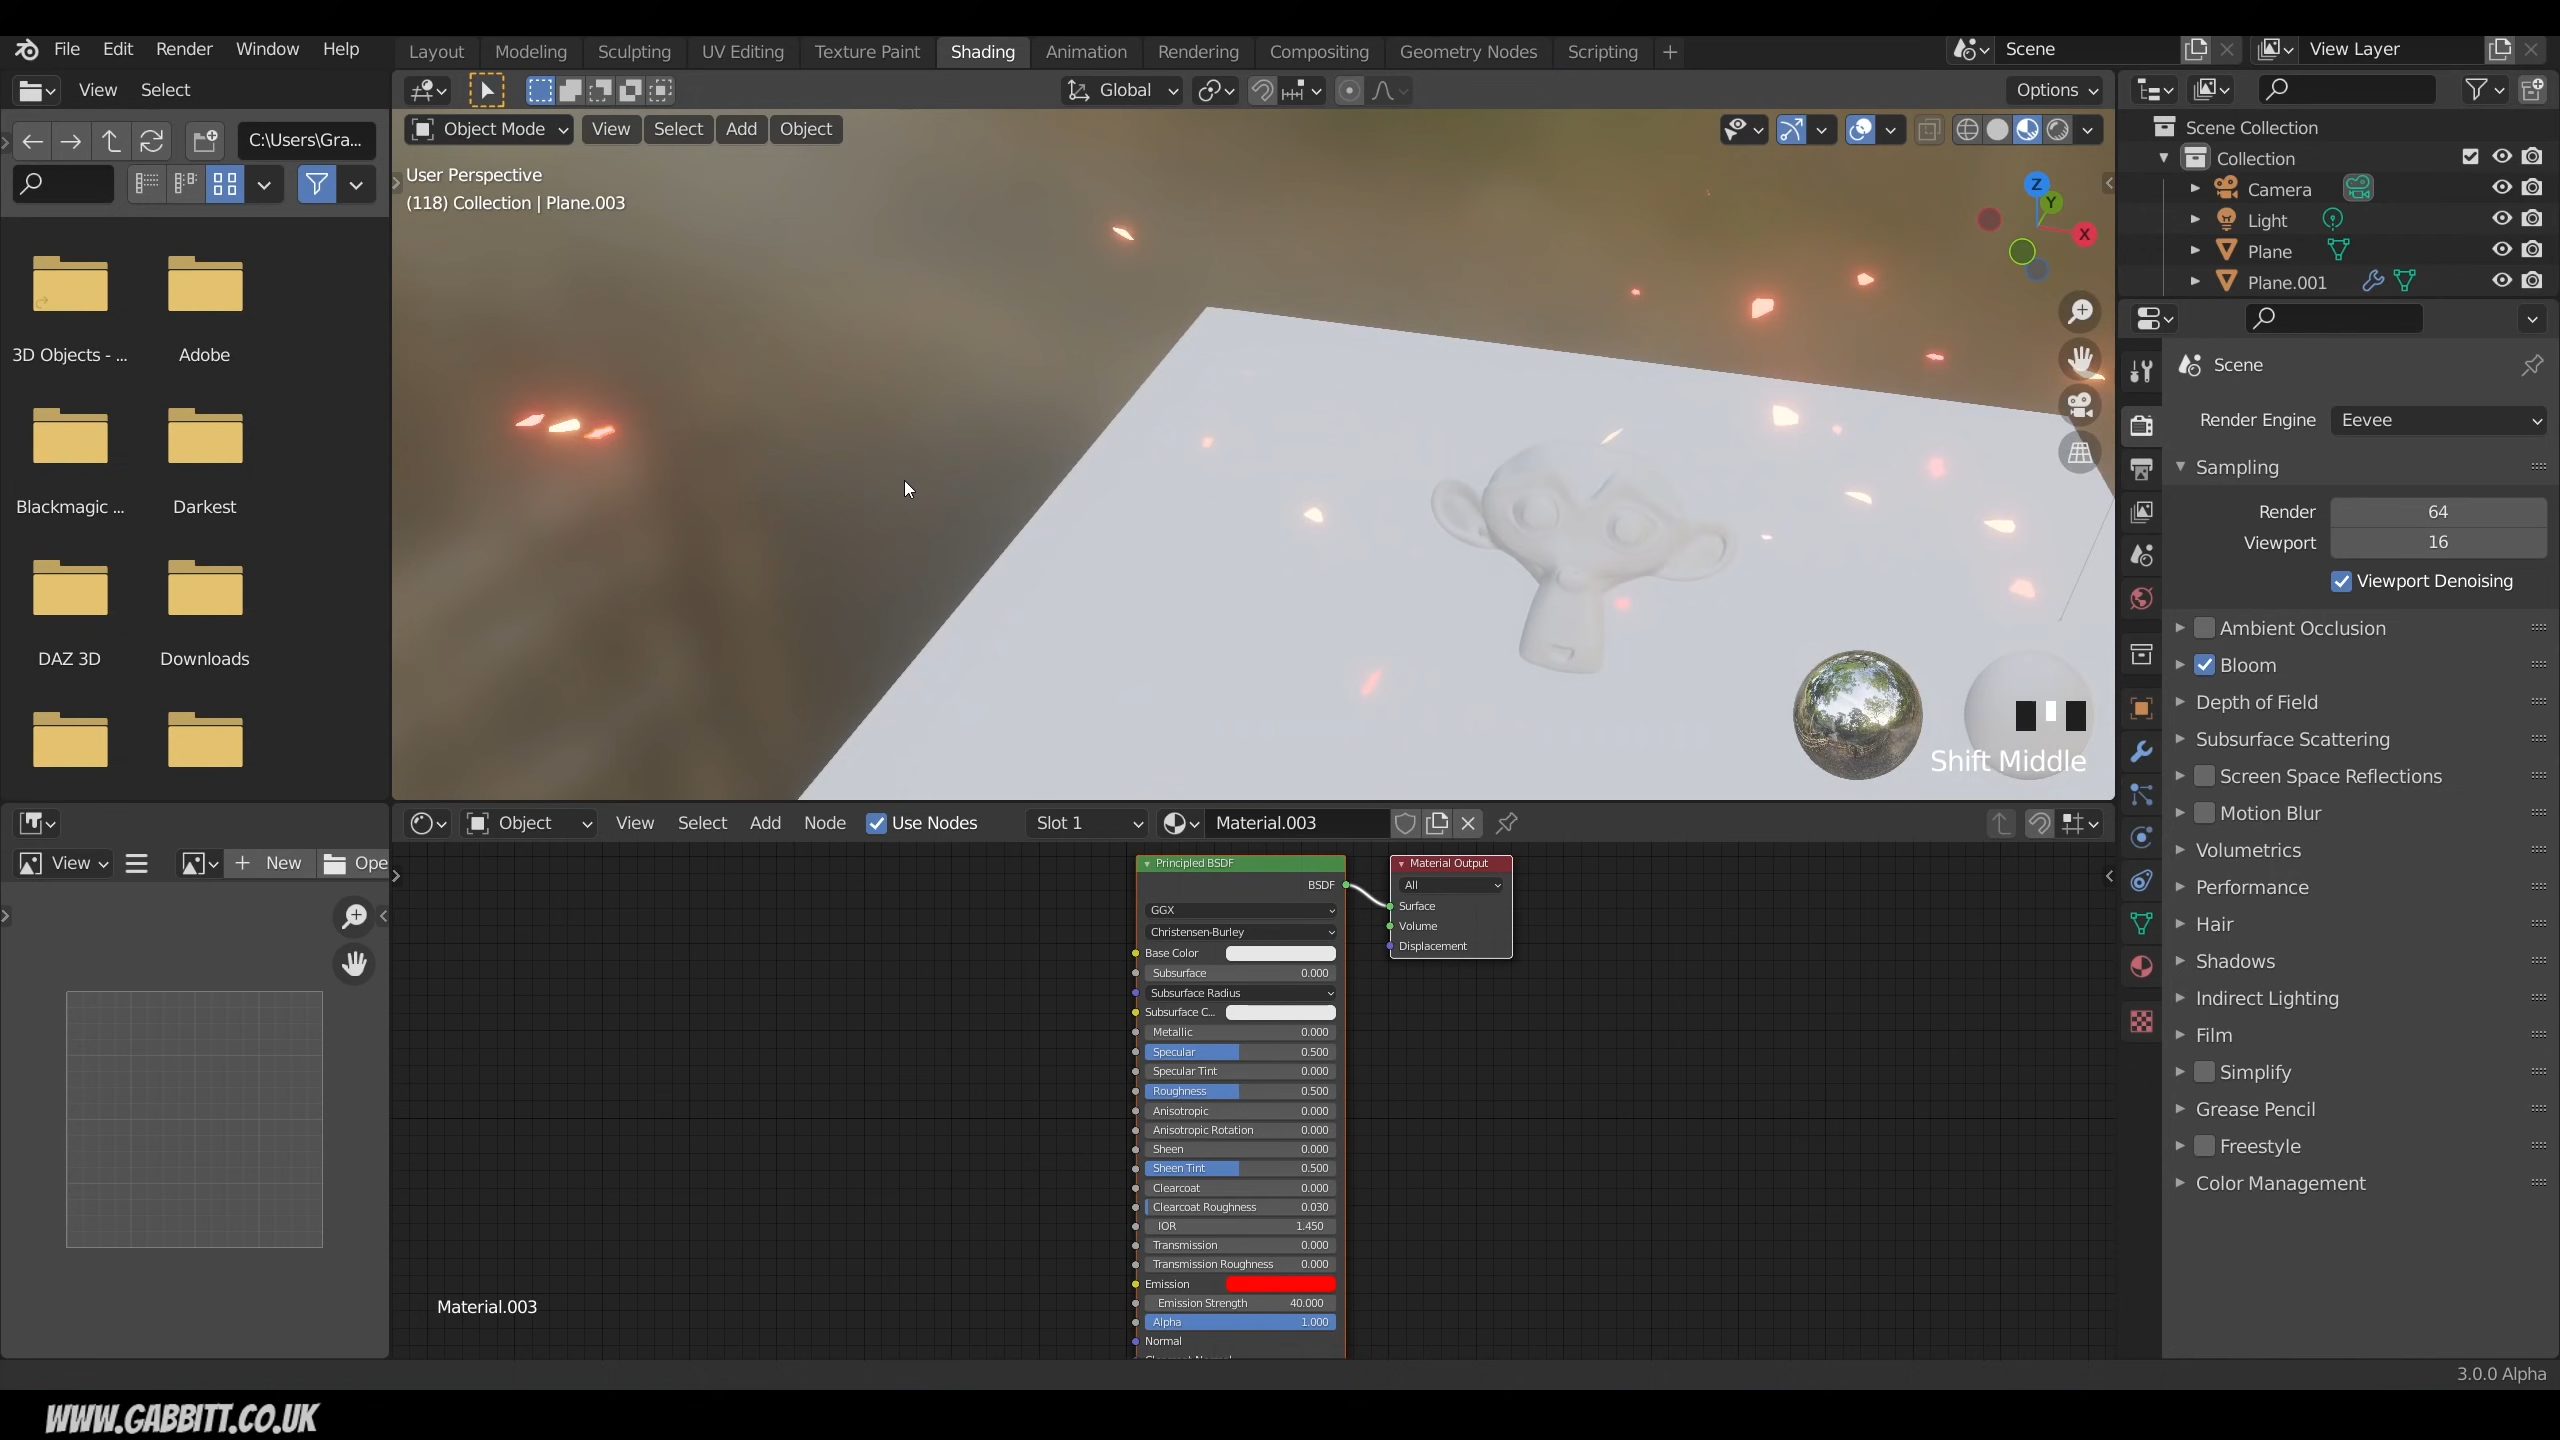 File Edit Render Window Help
Layout Modeling Sculpting UV Editing Texture Paint Shading Animation Rendering Compositing Geometry Nodes Scripting +
Scene
View Layer
View Select
Global
Options
C:\Users\Gra...
Object Mode View Select Add Object
User Perspective
(118) Collection | Plane.003
Z
Y
X
Scene Collection
Collection
Camera
Light
Plane
Plane.001
3D Objects - ...
Adobe
Blackmagic ...
Darkest
DAZ 3D
Downloads
Shift Middle
Scene
Render Engine Eevee
Sampling
Render 64
Viewport 16
Viewport Denoising
Ambient Occlusion
Bloom
Depth of Field
Subsurface Scattering
Screen Space Reflections
Motion Blur
Volumetrics
Performance
Hair
Shadows
Indirect Lighting
Film
Simplify
Grease Pencil
Freestyle
Color Management
View
+ New
Ope
Object View Select Add Node Use Nodes Slot 1 Material.003
Principled BSDF
BSDF
GGX
Christensen-Burley
Base Color
Subsurface 0.000
Subsurface Radius
Subsurface C...
Metallic 0.000
Specular 0.500
Specular Tint 0.000
Roughness 0.500
Anisotropic 0.000
Anisotropic Rotation 0.000
Sheen 0.000
Sheen Tint 0.500
Clearcoat 0.000
Clearcoat Roughness 0.030
IOR 1.450
Transmission 0.000
Transmission Roughness 0.000
Emission
Emission Strength 40.000
Alpha 1.000
Normal
Material Output
All
Surface
Volume
Displacement
Material.003
3.0.0 Alpha
WWW.GABBITT.CO.UK